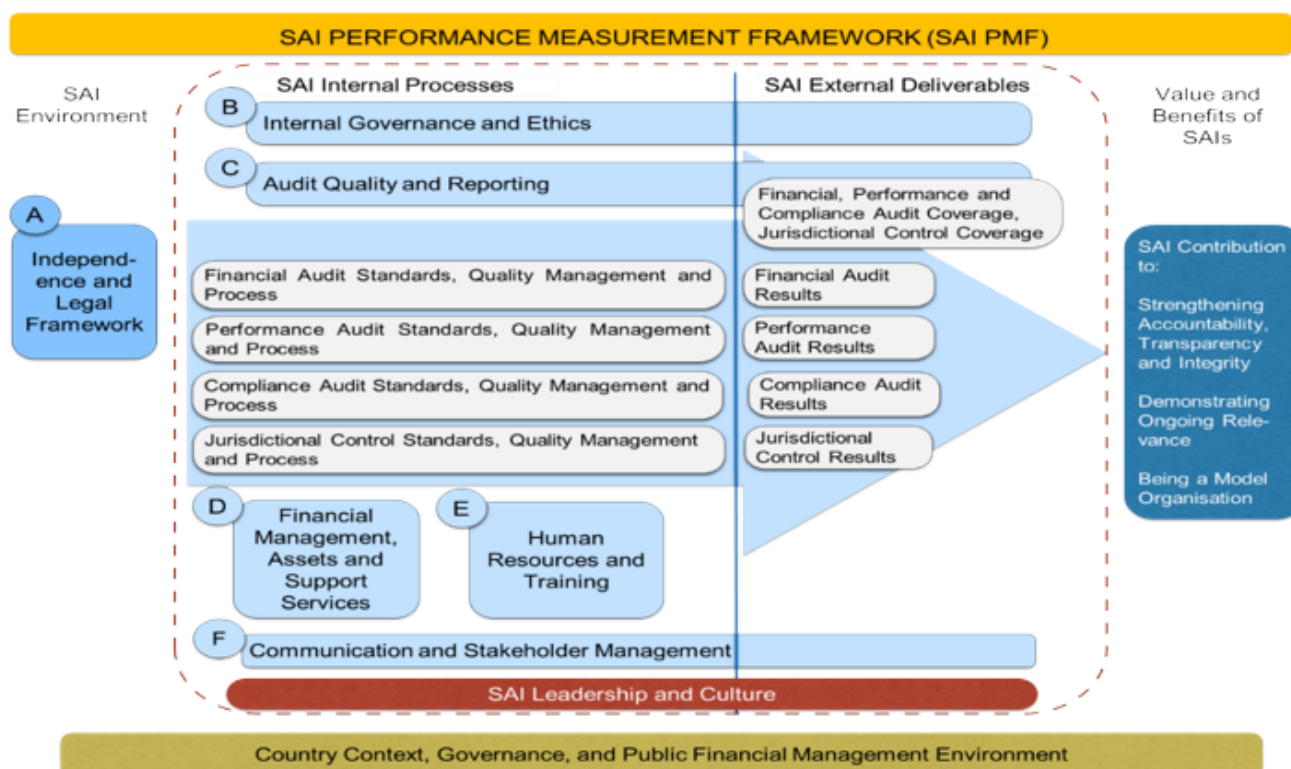 SAI PERFORMANCE MEASUREMENT FRAMEWORK (SAI PMF)
SAI
Environment
SAI Internal Processes
SAI External Deliverables
Value and
Benefits of
SAIs
B
Internal Governance and Ethics
C
Audit Quality and Reporting
Financial, Performance and
Compliance Audit Coverage,
Jurisdictional Control Coverage
A
Independ-
ence and
Legal
Framework
Financial Audit Standards, Quality Management and
Process
Financial Audit
Results
Performance Audit Standards, Quality Management
and Process
Performance
Audit Results
Compliance Audit Standards, Quality Management and
Process
Compliance Audit
Results
Jurisdictional Control Standards, Quality Management
and Process
Jurisdictional
Control Results
SAI Contribution
to:
Strengthening
Accountability,
Transparency
and Integrity
Demonstrating
Ongoing Rele-
vance
Being a Model
Organisation
D
Financial
Management,
Assets and
Support
Services
E
Human
Resources and
Training
F
Communication and Stakeholder Management
SAI Leadership and Culture
Country Context, Governance, and Public Financial Management Environment